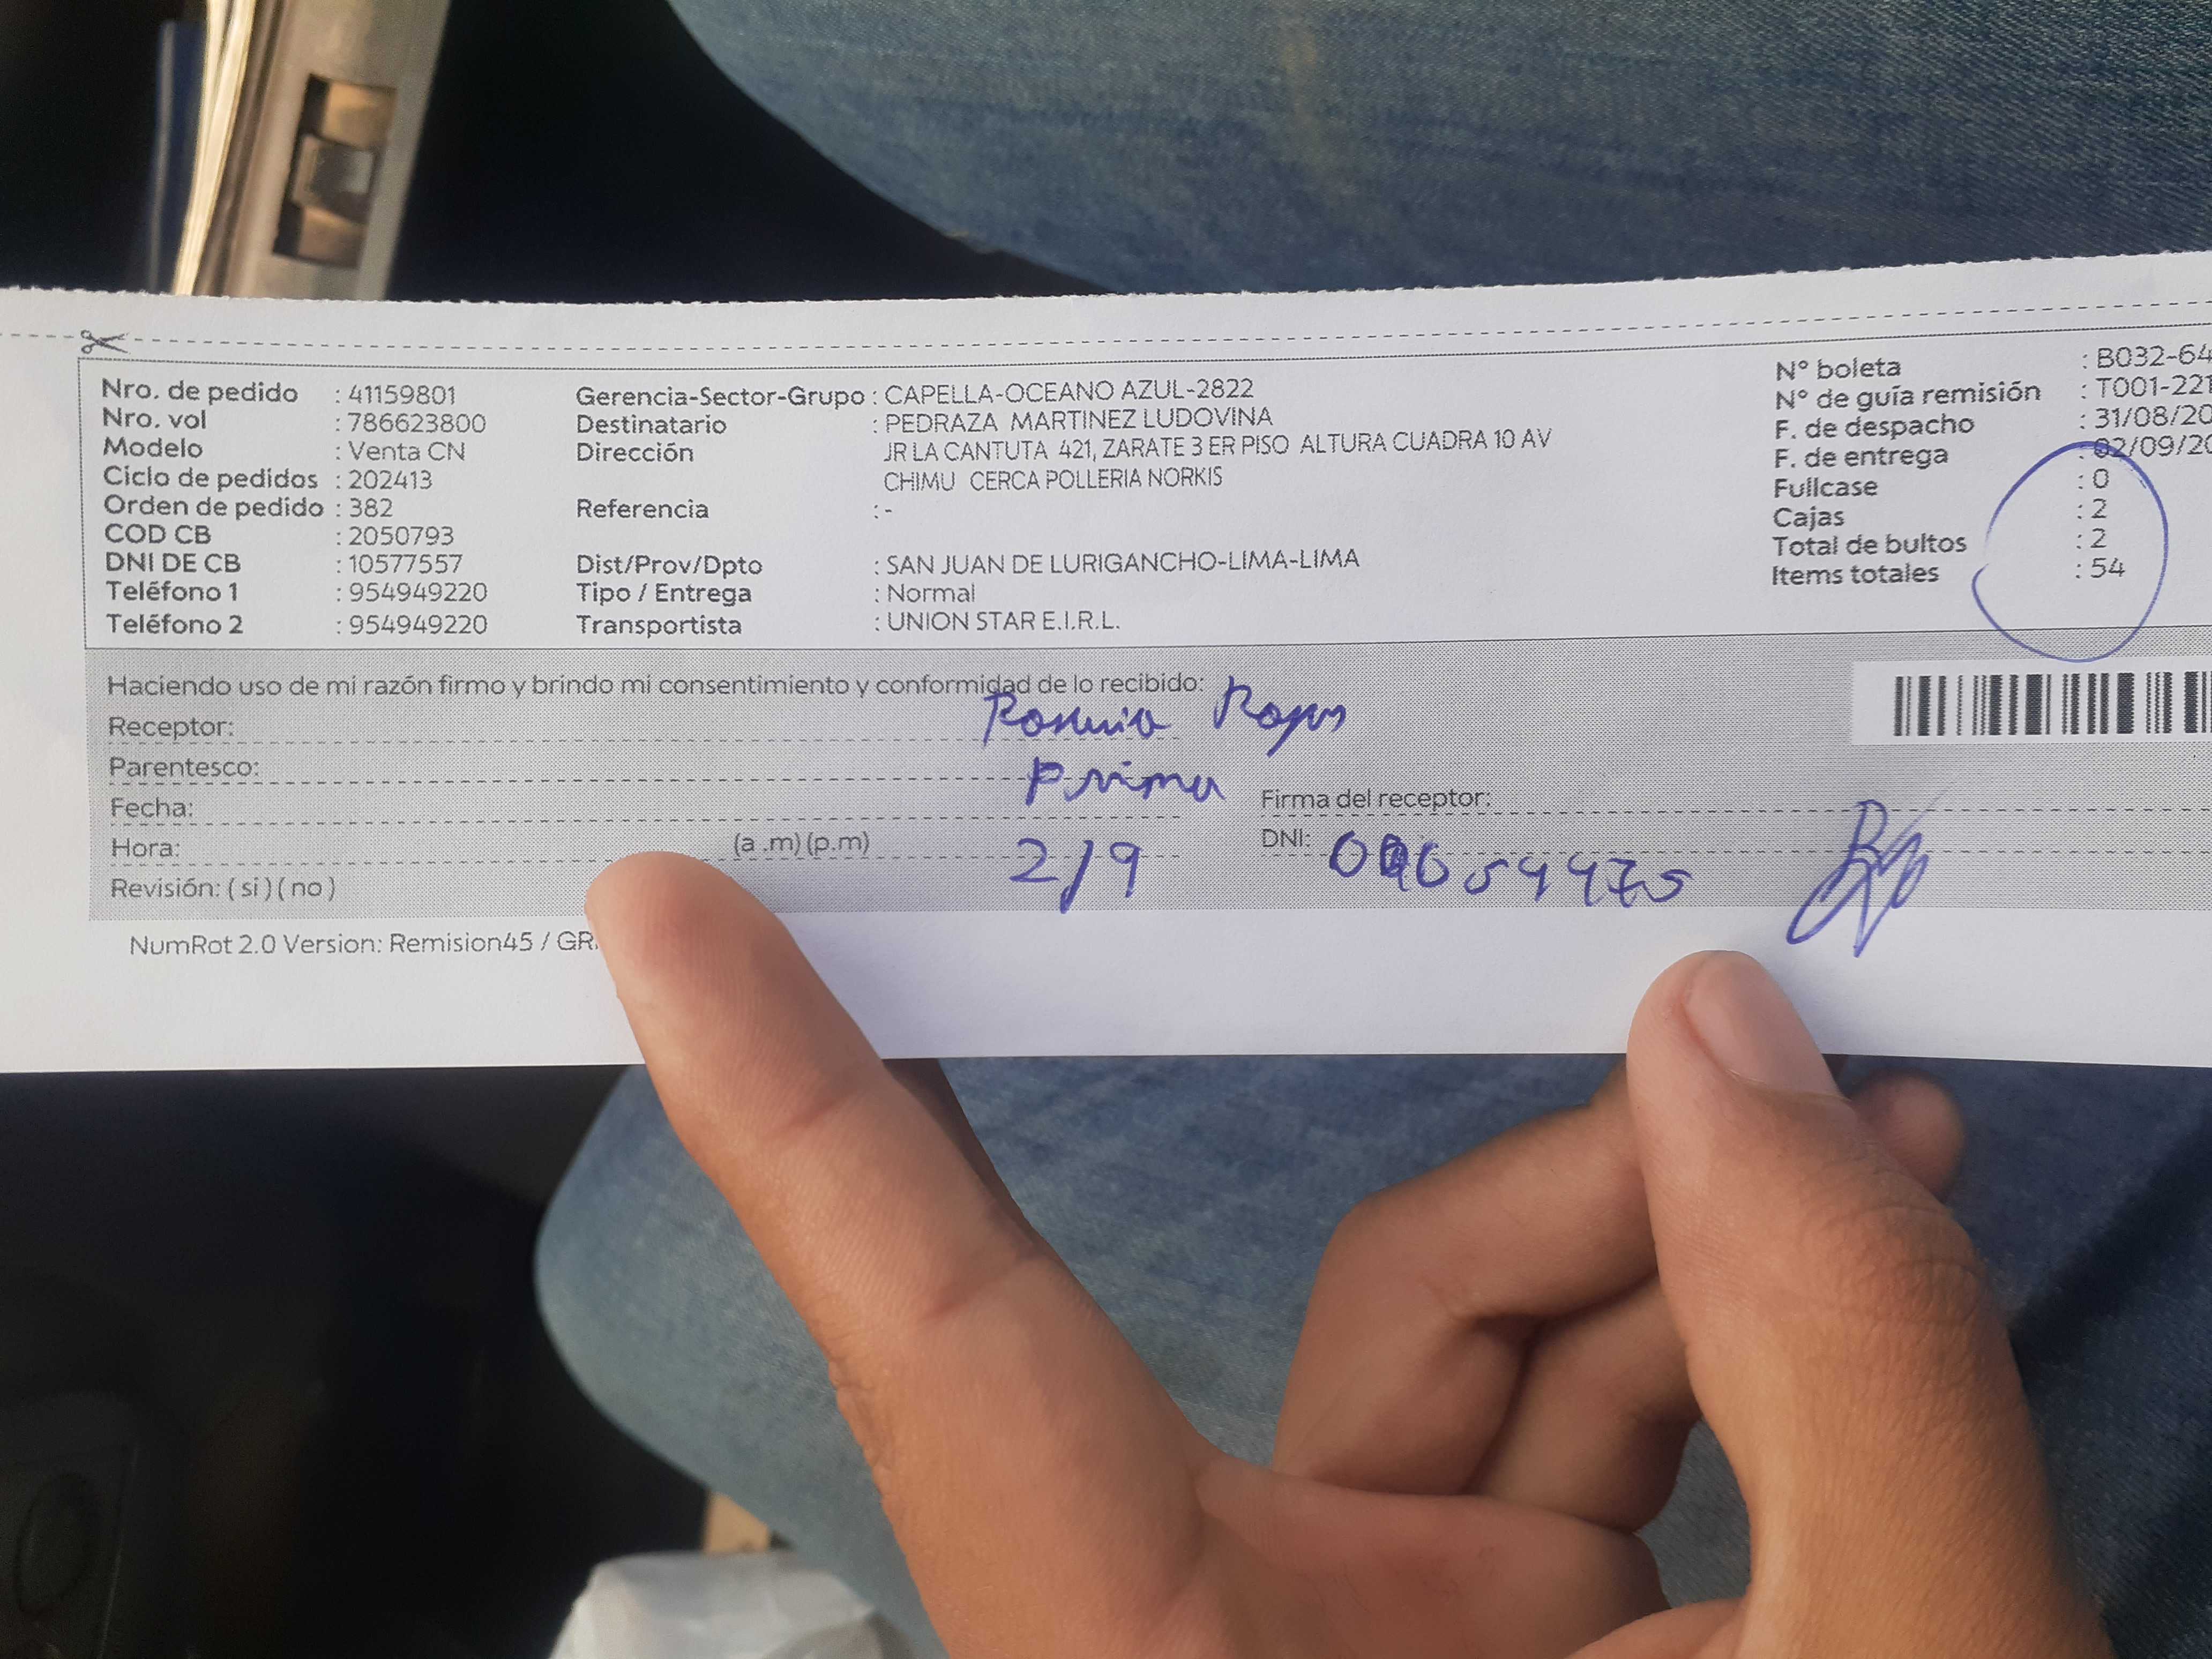 Nro. de pedido : 41159801
Nro. vol : 786623800
Modelo : Venta CN
Ciclo de pedidos : 202413
Orden de pedido : 382
COD CB : 2050793
DNI DE CB : 10577557
Teléfono 1 : 954949220
Teléfono 2 : 954949220
Gerencia-Sector-Grupo : CAPELLA-OCEANO AZUL-2822
Destinatario : PEDRAZA MARTINEZ LUDOVINA
Dirección JR LA CANTUTA 421, ZARATE 3 ER PISO ALTURA CUADRA 10 AV
CHIMU CERCA POLLERIA NORKIS
Referencia : -
Dist/Prov/Dpto : SAN JUAN DE LURIGANCHO-LIMA-LIMA
Tipo / Entrega : Normal
Transportista : UNION STAR E.I.R.L.
N° boleta : B032-64
N° de guía remisión : T001-221
F. de despacho : 31/08/20
F. de entrega : 02/09/20
Fullcase : 0
Cajas : 2
Total de bultos : 2
Items totales : 54
Haciendo uso de mi razón firmo y brindo mi consentimiento y conformidad de lo recibido:
Receptor: Rojas
Parentesco: Prima
Fecha: 2/9
Firma del receptor:
Hora: (a .m) (p.m)
DNI:
Revisión: ( si ) ( no )
NumRot 2.0 Version: Remision45 / GR